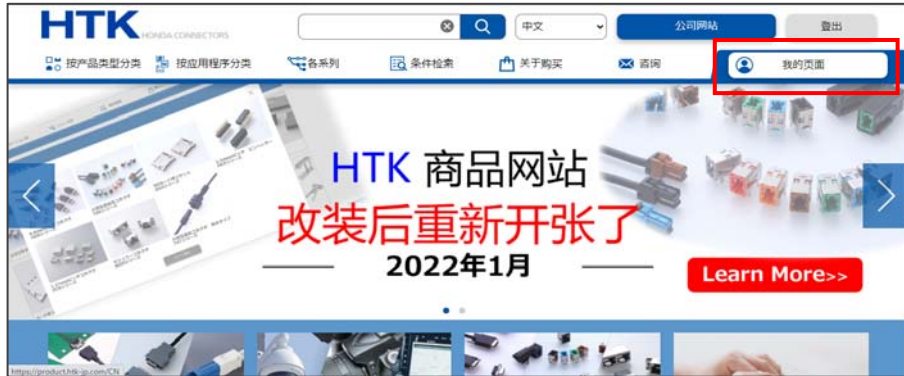 HTK HONDA CONNECTORS
中文
公司网站
登出
按产品类型分类
按应用程序分类
各系列
条件检索
关于购买
咨询
我的页面
HTK 商品网站
改装后重新开张了
2022年1月
Learn More>>
https://product.htk-jp.com/CN